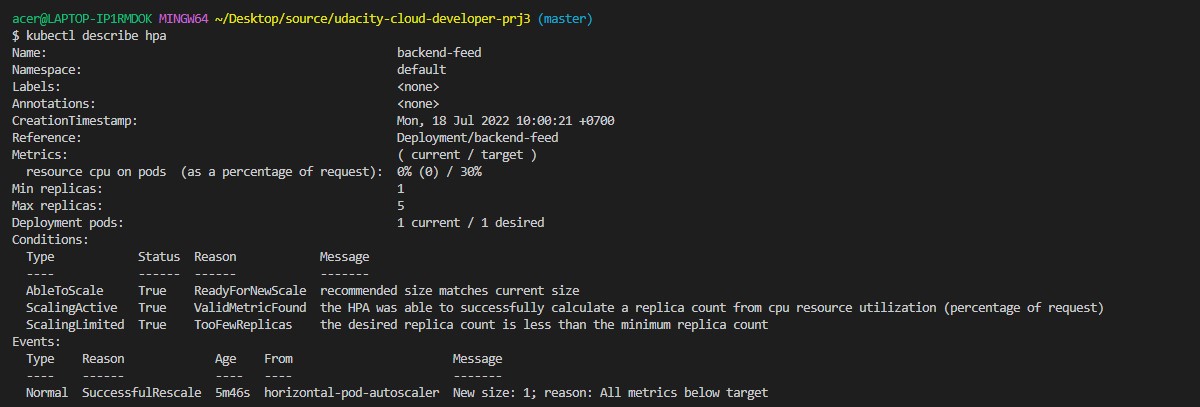 acer@LAPTOP-IP1RMDOK MINGW64 ~/Desktop/source/udacity-cloud-developer-prj3 (master)
$ kubectl describe hpa
Name: backend-feed
Namespace: default
Labels: <none>
Annotations: <none>
CreationTimestamp: Mon, 18 Jul 2022 10:00:21 +0700
Reference: Deployment/backend-feed
Metrics: ( current / target )
resource cpu on pods (as a percentage of request): 0% (0) / 30%
Min replicas: 1
Max replicas: 5
Deployment pods: 1 current / 1 desired
Conditions:
Type Status Reason Message
---- ------ ------ -------
AbleToScale True ReadyForNewScale recommended size matches current size
ScalingActive True ValidMetricFound the HPA was able to successfully calculate a replica count from cpu resource utilization (percentage of request)
ScalingLimited True TooFewReplicas the desired replica count is less than the minimum replica count
Events:
Type Reason Age From Message
---- ------ ---- ---- -------
Normal SuccessfulRescale 5m46s horizontal-pod-autoscaler New size: 1; reason: All metrics below target